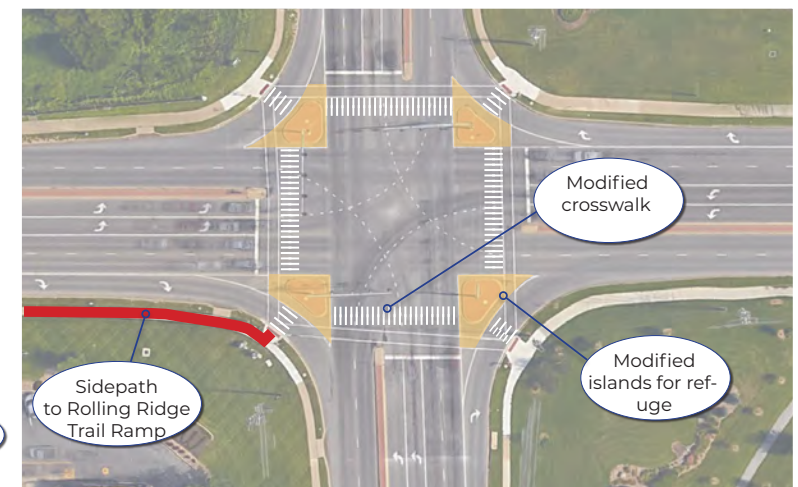 Modified
crosswalk
Modified
islands for ref-
uge
Sidepath
to Rolling Ridge
Trail Ramp